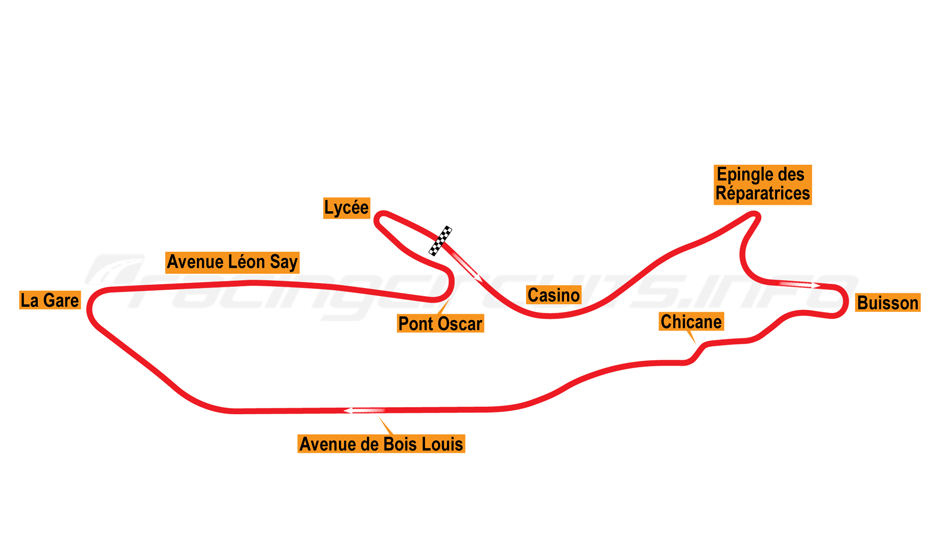 Epingle des
Réparatrices
Lycée
Avenue Léon Say
La Gare
racingcircuits.info
Casino
Buisson
Pont Oscar
Chicane
Avenue de Bois Louis